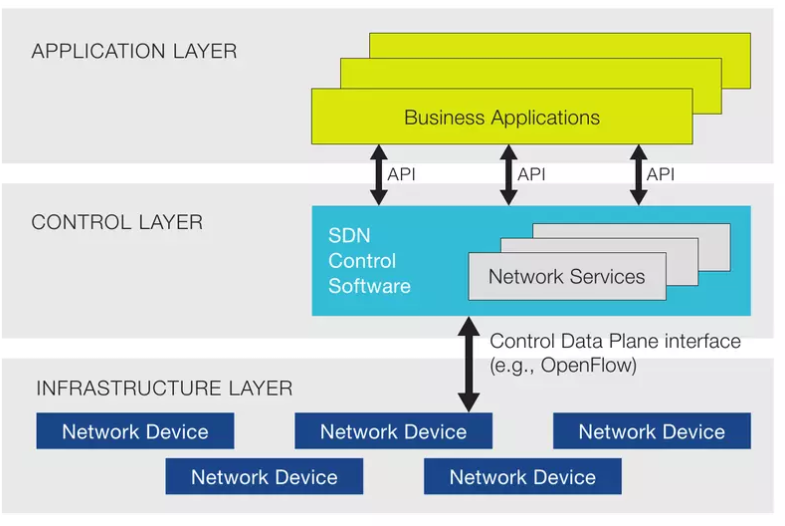 APPLICATION LAYER
Business Applications
API
API
API
CONTROL LAYER
SDN
Control
Software
Network Services
Control Data Plane interface
(e.g., OpenFlow)
INFRASTRUCTURE LAYER
Network Device
Network Device
Network Device
Network Device
Network Device